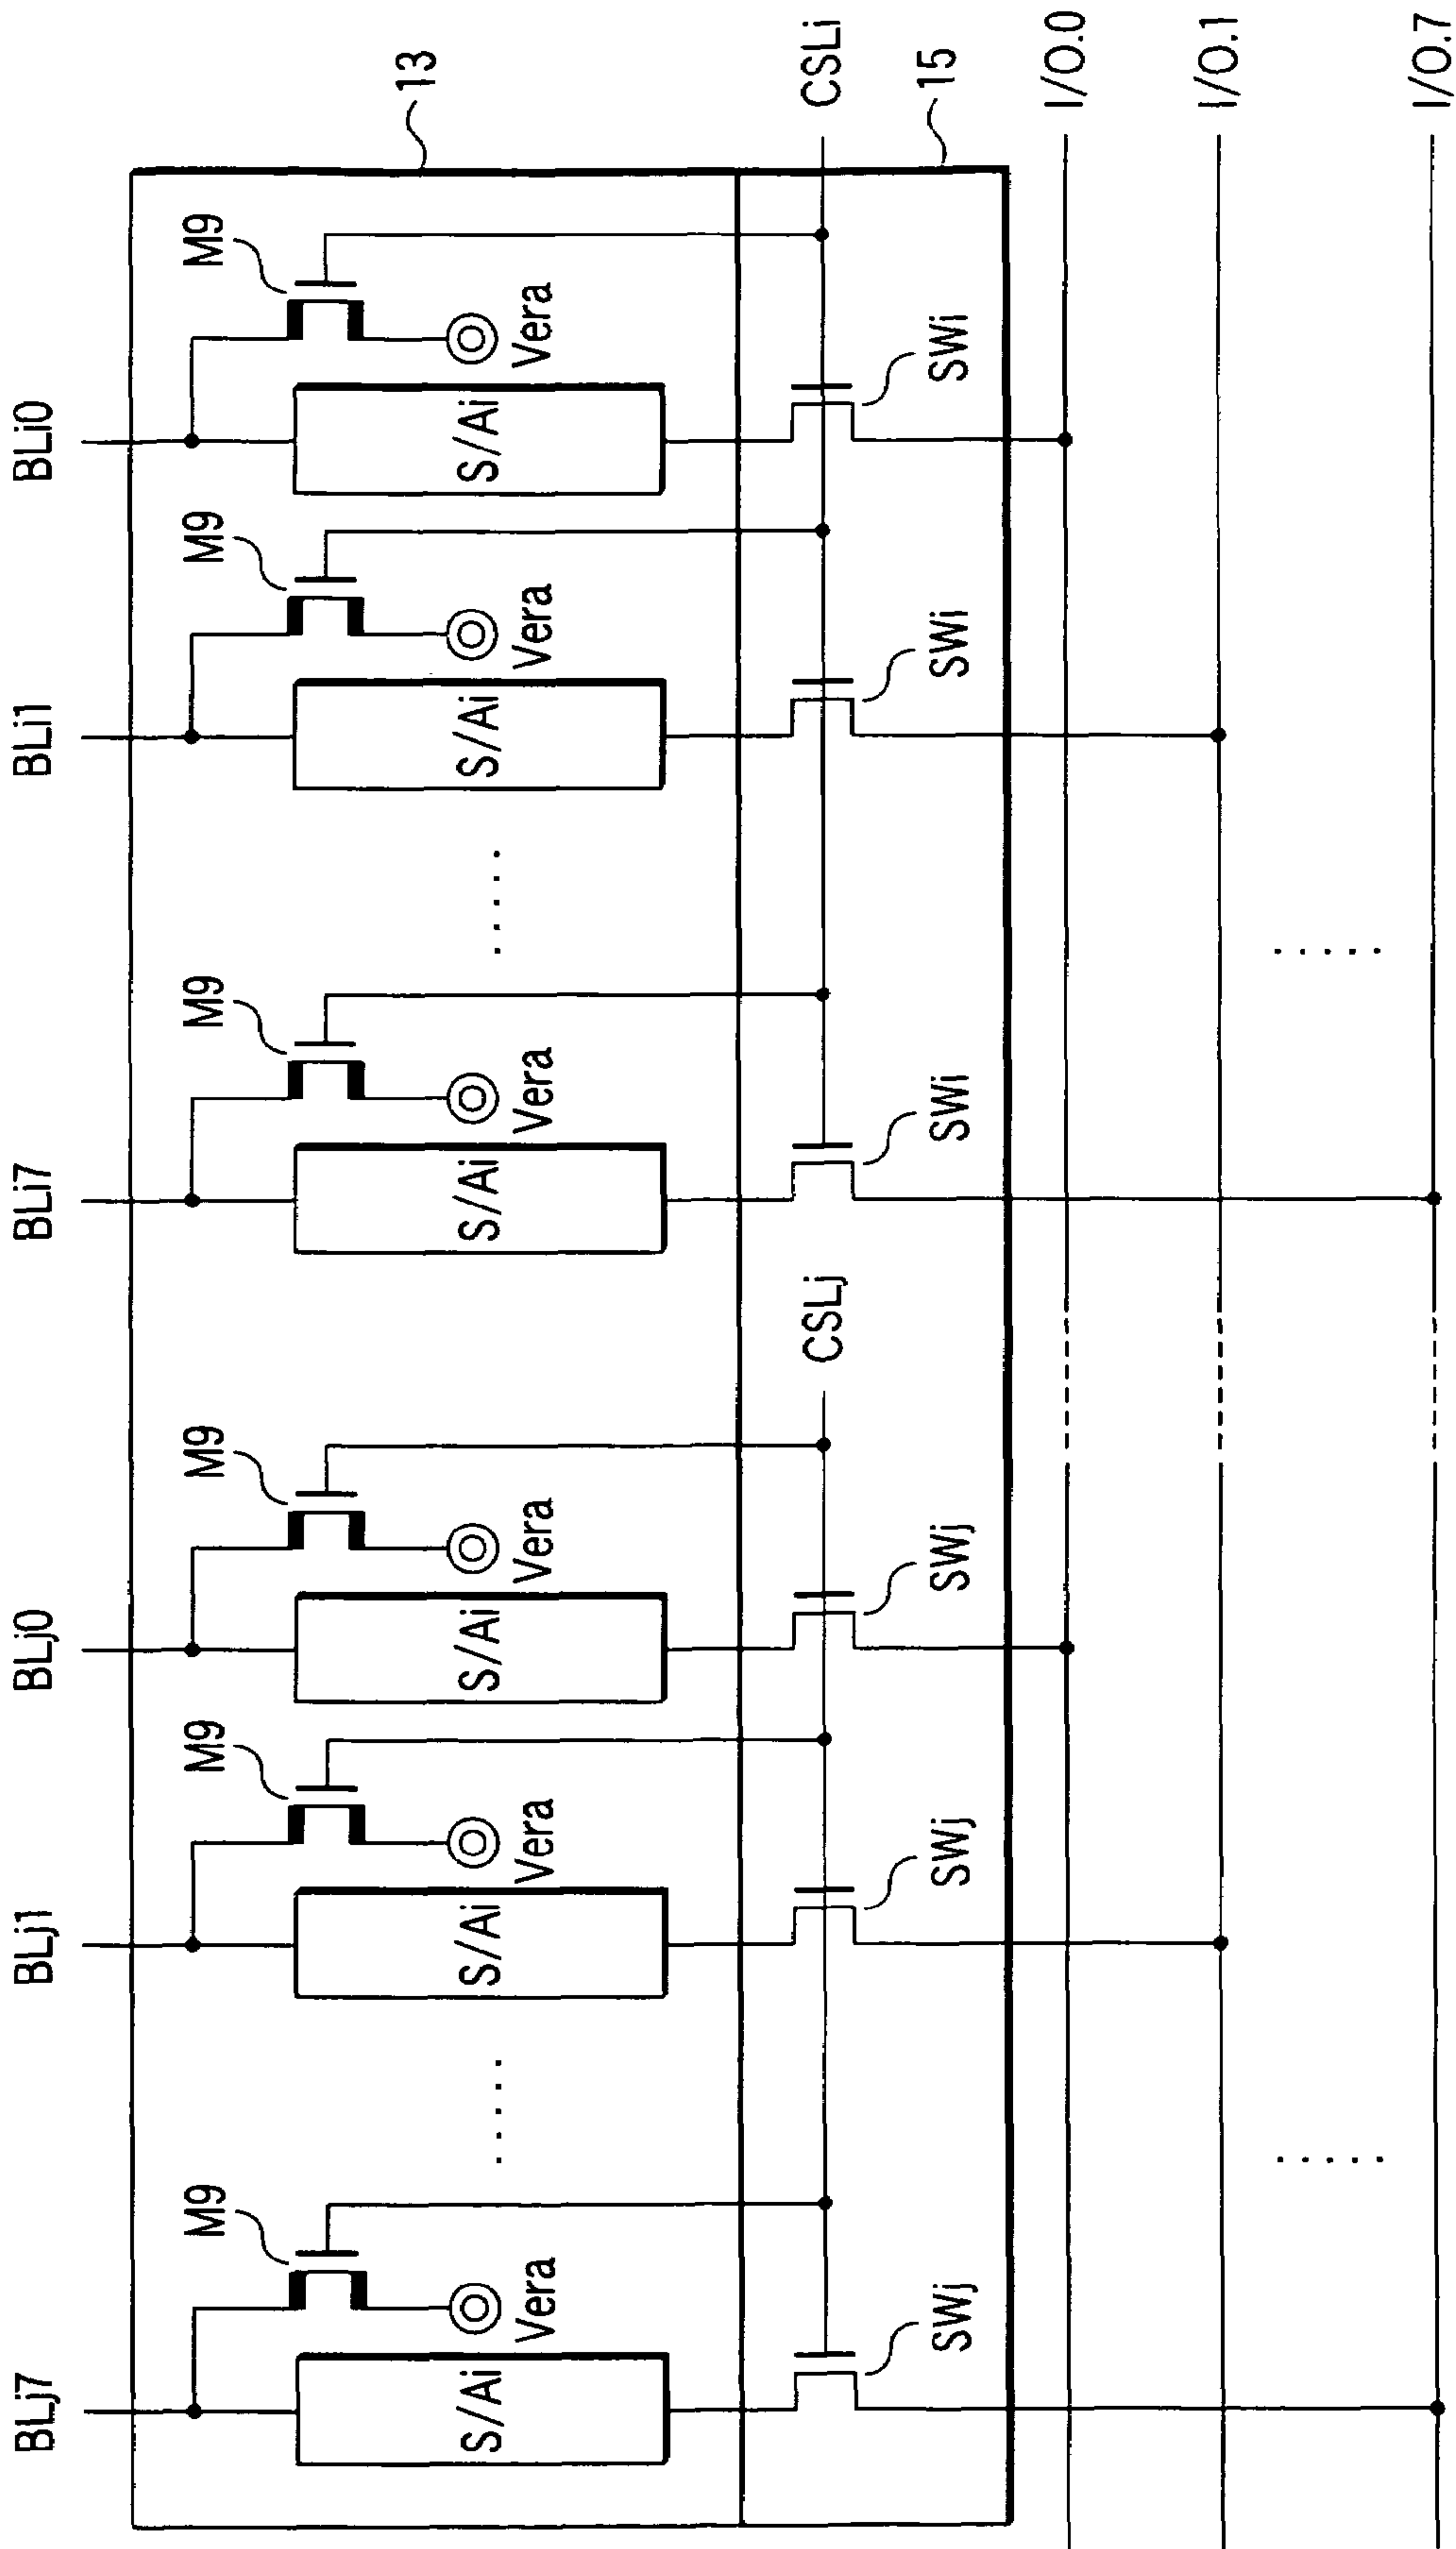 BLj7 BLj1 BLj0 BLi7 BLi1 BLi0
M9 M9 M9 M9 M9 M9
13
S/Ai Vera S/Ai Vera ..... S/Ai Vera S/Ai Vera S/Ai Vera ..... S/Ai Vera
CSLj CSLi
SWj SWj SWj SWi SWi SWi
15
I/O.0
I/O.1
..... .....
I/O.7